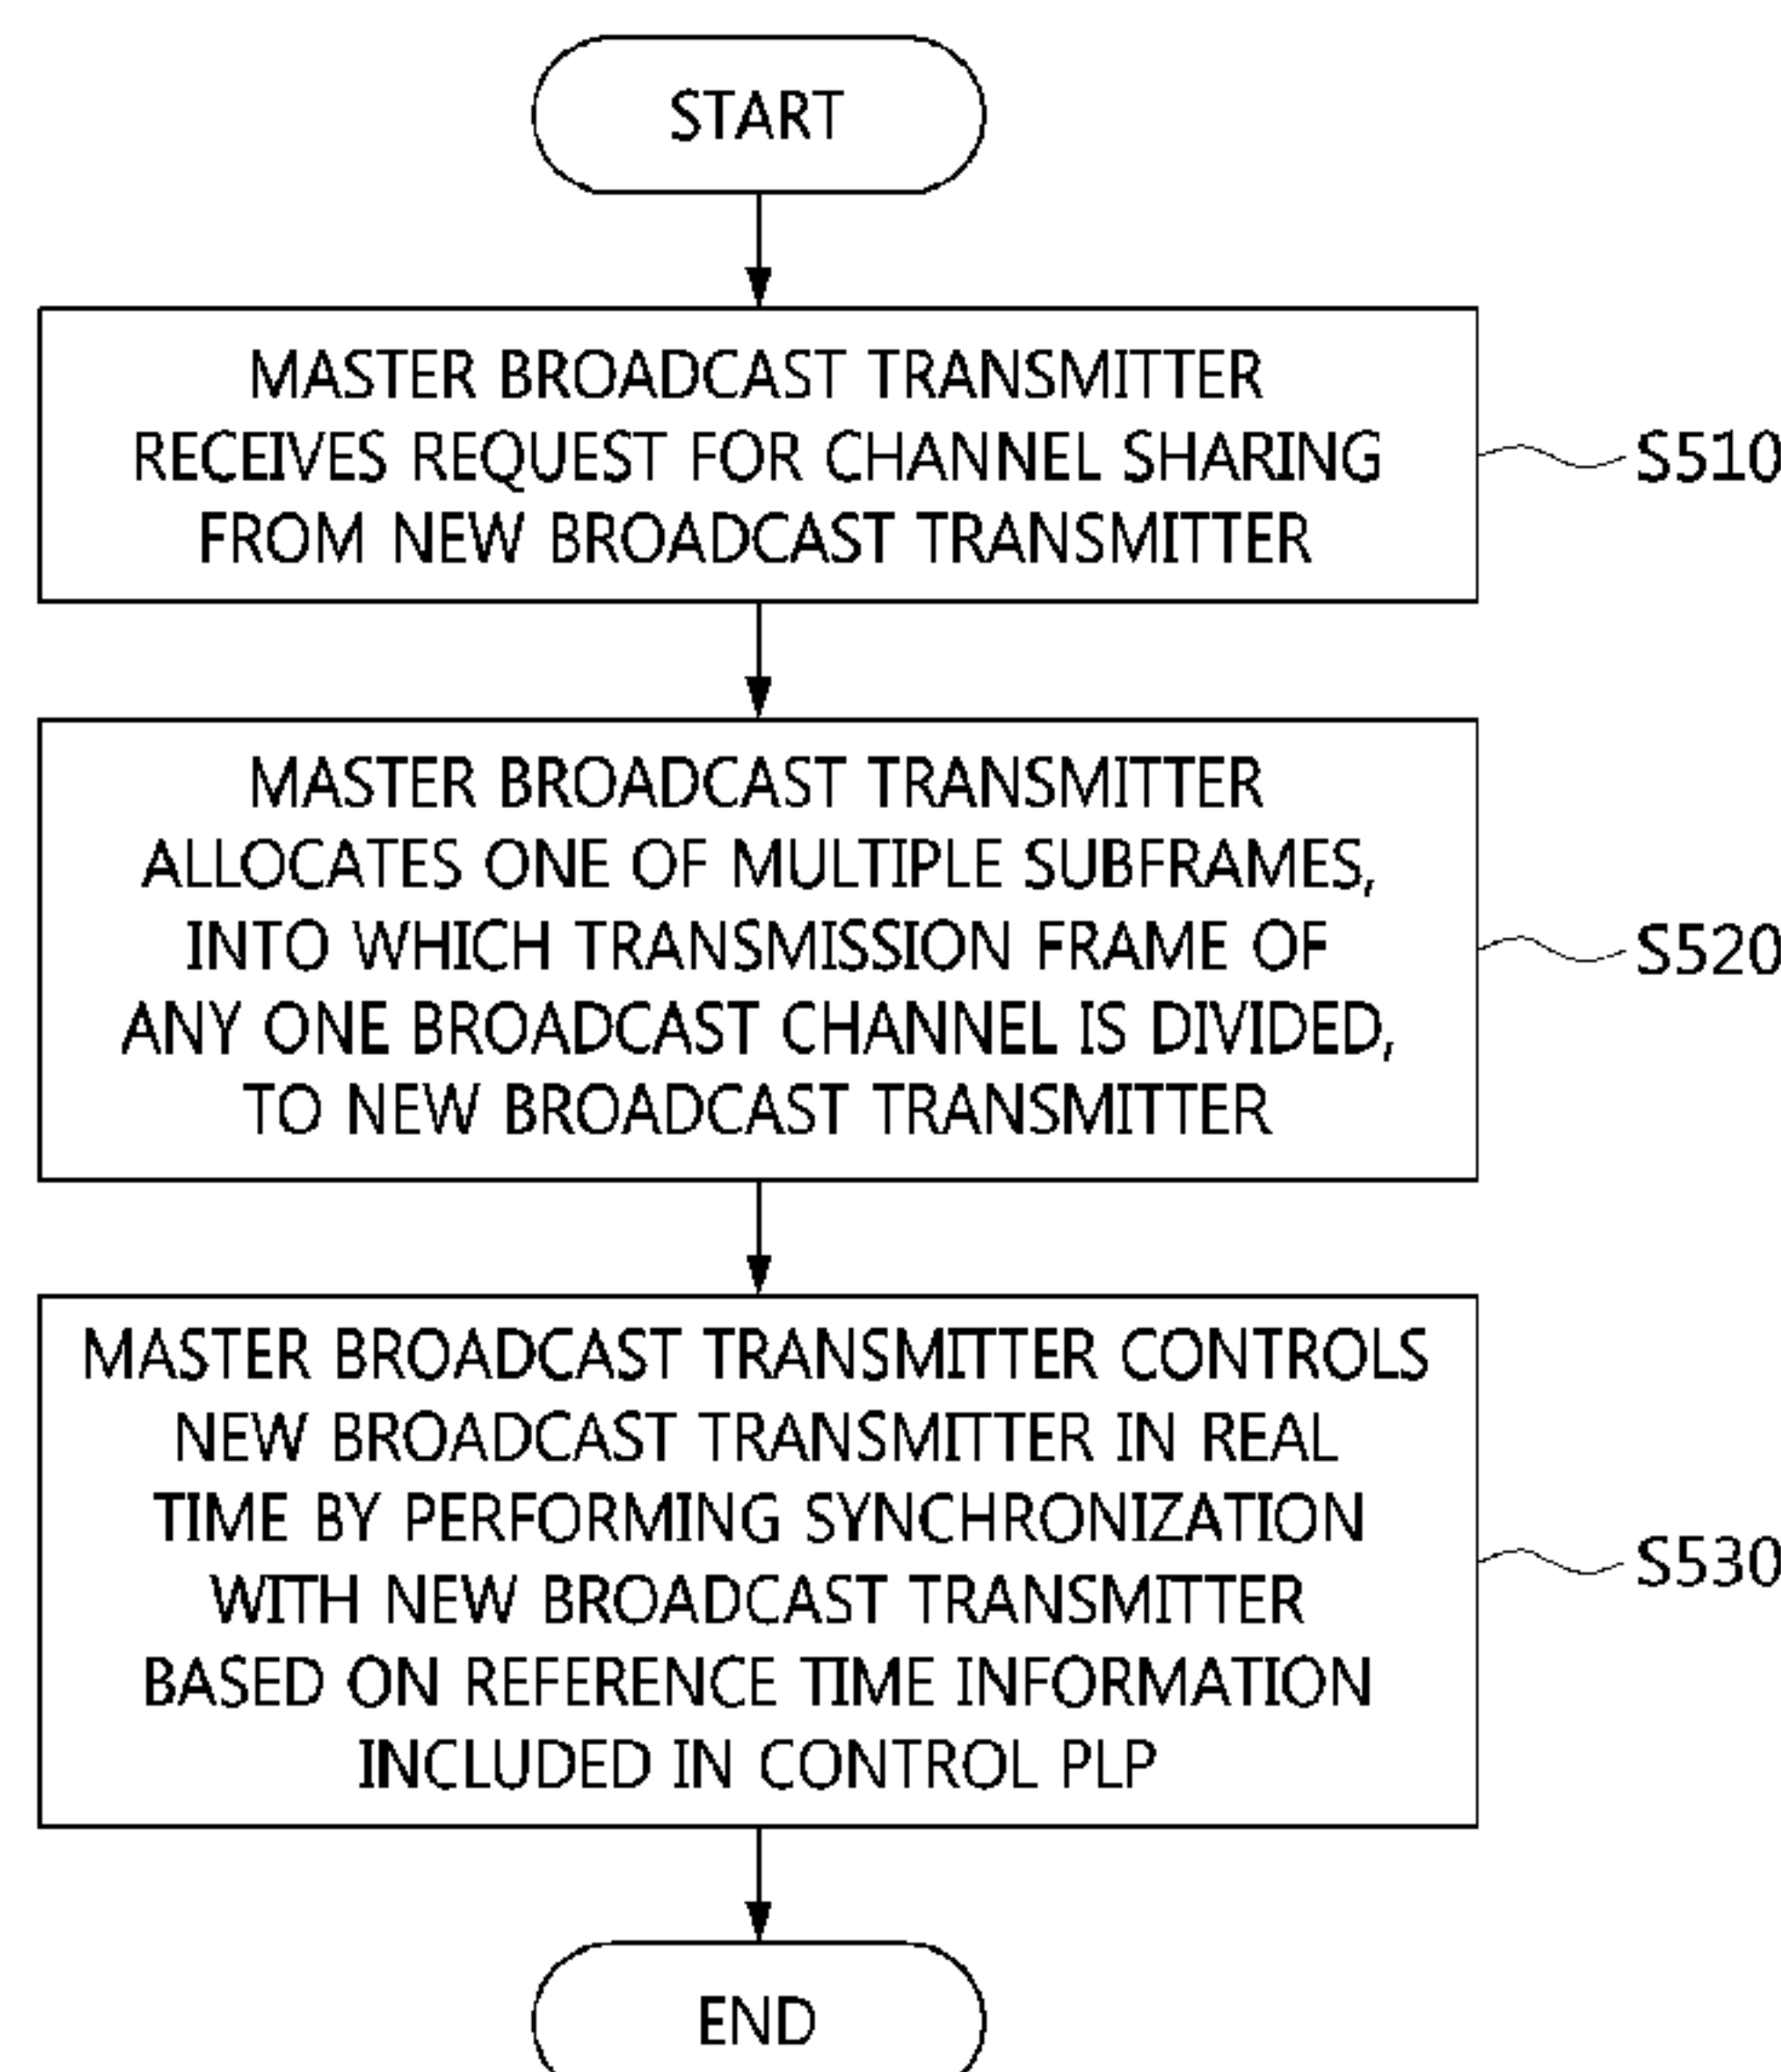 START
MASTER BROADCAST TRANSMITTER
RECEIVES REQUEST FOR CHANNEL SHARING
FROM NEW BROADCAST TRANSMITTER
S510
MASTER BROADCAST TRANSMITTER
ALLOCATES ONE OF MULTIPLE SUBFRAMES,
INTO WHICH TRANSMISSION FRAME OF
ANY ONE BROADCAST CHANNEL IS DIVIDED,
TO NEW BROADCAST TRANSMITTER
S520
MASTER BROADCAST TRANSMITTER CONTROLS
NEW BROADCAST TRANSMITTER IN REAL
TIME BY PERFORMING SYNCHRONIZATION
WITH NEW BROADCAST TRANSMITTER
BASED ON REFERENCE TIME INFORMATION
INCLUDED IN CONTROL PLP
S530
END